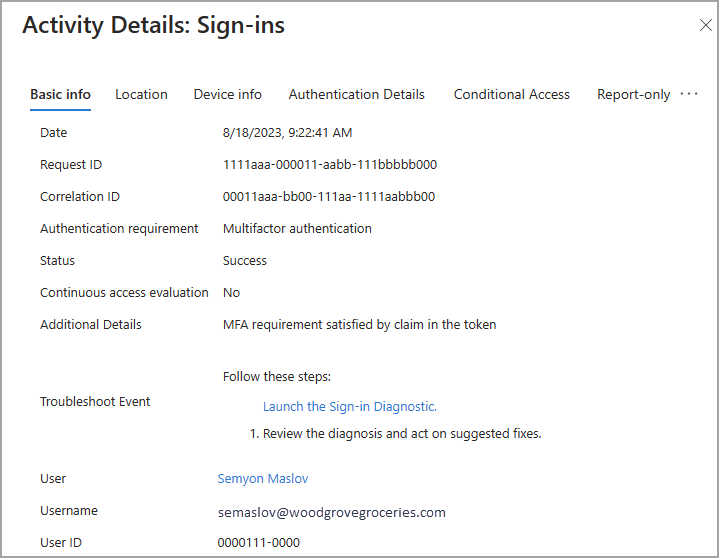 Activity Details: Sign-ins
Basic info Location Device info Authentication Details Conditional Access Report-only ...
Date 8/18/2023, 9:22:41 AM
Request ID 1111aaa-000011-aabb-111bbbbb000
Correlation ID 00011aaa-bb00-111aa-1111aabbb00
Authentication requirement Multifactor authentication
Status Success
Continuous access evaluation No
Additional Details MFA requirement satisfied by claim in the token
Follow these steps:
Troubleshoot Event
Launch the Sign-in Diagnostic.
1. Review the diagnosis and act on suggested fixes.
User Semyon Maslov
Username semaslov@woodgrovegroceries.com
User ID 0000111-0000